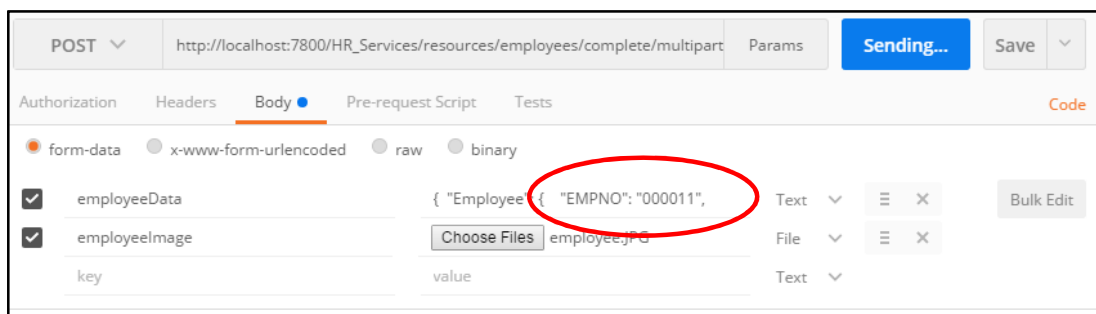 POST http://localhost:7800/HR_Services/resources/employees/complete/multipart Params Sending... Save
Authorization Headers Body Pre-request Script Tests Code
form-data x-www-form-urlencoded raw binary
employeeData { "Employee": { "EMPNO": "000011", Text Bulk Edit
employeeImage Choose Files employee.JPG File
key value Text